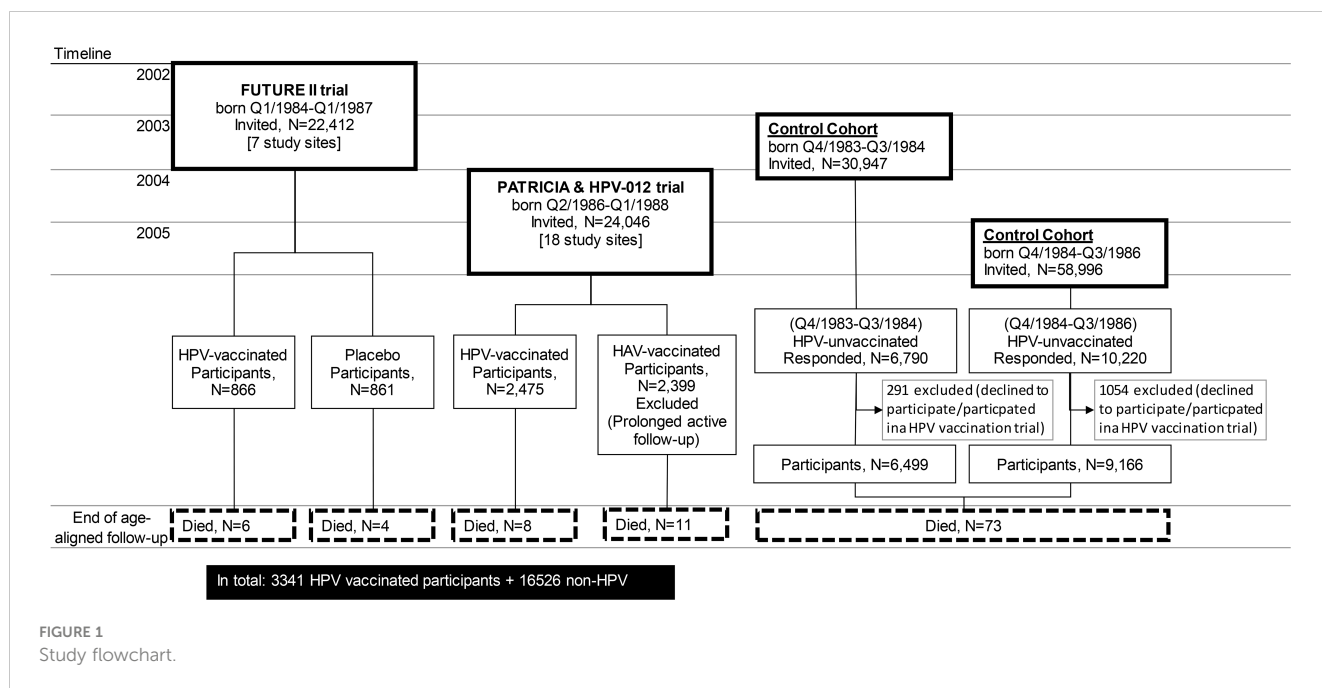 Timeline
2002
2003
2004
2005
FUTURE II trial
born Q1/1984-Q1/1987
Invited, N=22,412
[7 study sites]
PATRICIA & HPV-012 trial
born Q2/1986-Q1/1988
Invited, N=24,046
[18 study sites]
Control Cohort
born Q4/1983-Q3/1984
Invited, N=30,947
Control Cohort
born Q4/1984-Q3/1986
Invited, N=58,996
HPV-vaccinated
Participants,
N=866
Placebo
Participants,
N=861
HPV-vaccinated
Participants,
N=2,475
HAV-vaccinated
Participants,
N=2,399
Excluded
(Prolonged active
follow-up)
(Q4/1983-Q3/1984)
HPV-unvaccinated
Responded, N=6,790
(Q4/1984-Q3/1986)
HPV-unvaccinated
Responded, N=10,220
291 excluded (declined to
participate/particpated
ina HPV vaccination trial)
1054 excluded (declined
to participate/particpated
ina HPV vaccination trial)
Participants, N=6,499
Participants, N=9,166
End of age-
aligned follow-up
Died, N=6
Died, N=4
Died, N=8
Died, N=11
Died, N=73
In total: 3341 HPV vaccinated participants + 16526 non-HPV
FIGURE 1
Study flowchart.